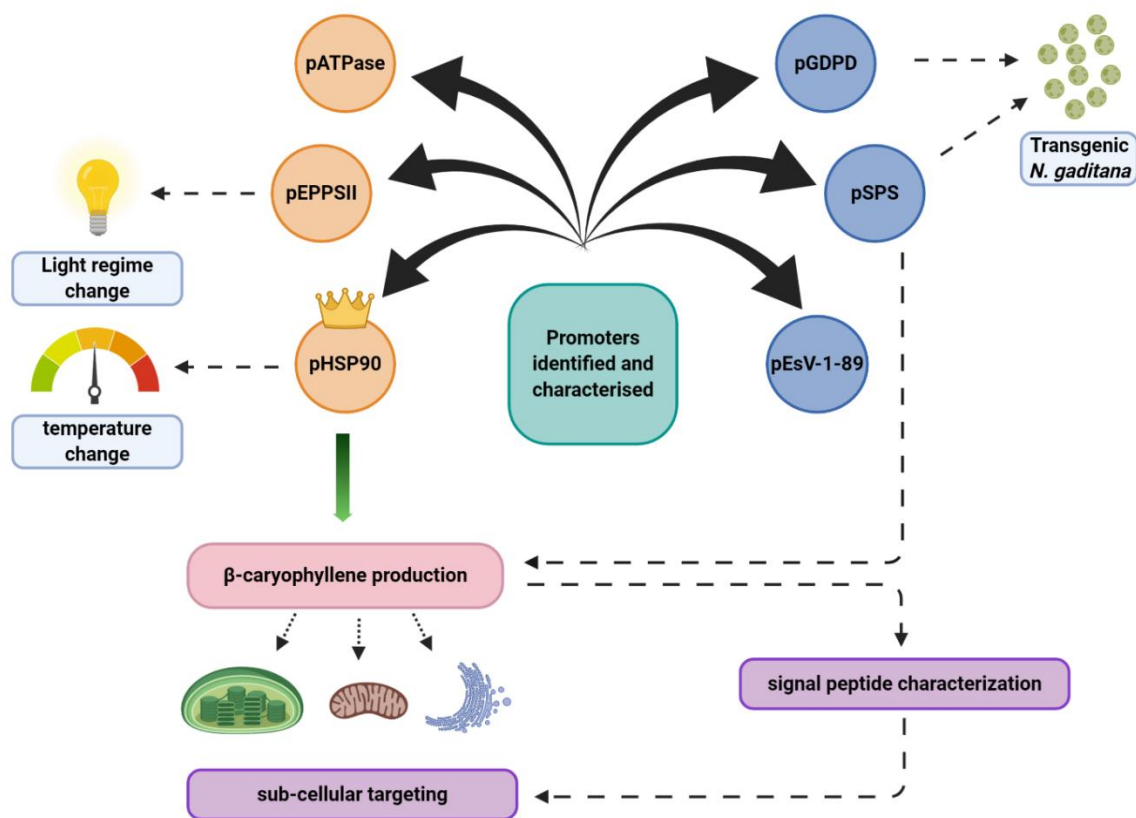 pATPase
pGDPD
Transgenic
N. gaditana
pEPPSII
pSPS
Light regime
change
pHSP90
Promoters
identified and
characterised
pEsV-1-89
temperature
change
β-caryophyllene production
signal peptide characterization
sub-cellular targeting